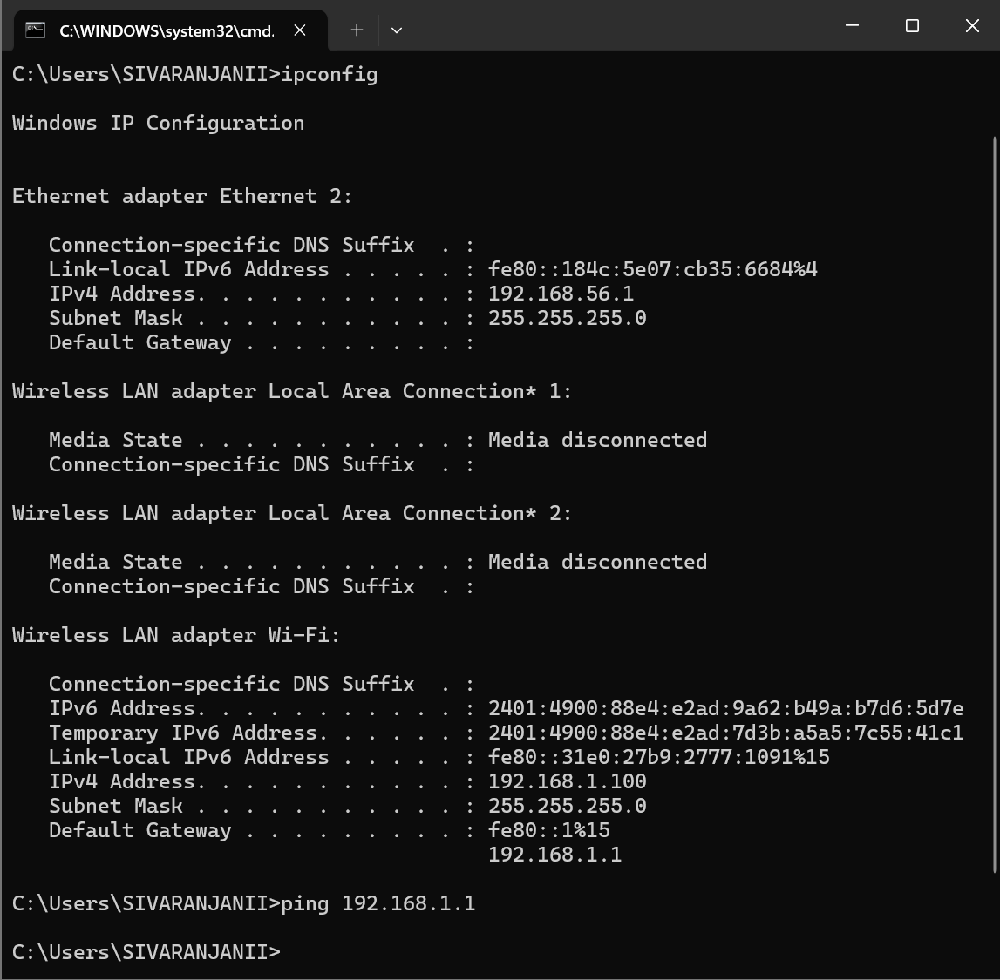 C:\WINDOWS\system32\cmd.
C:\Users\SIVARANJANII>ipconfig
Windows IP Configuration
Ethernet adapter Ethernet 2:
   Connection-specific DNS Suffix  . :
   Link-local IPv6 Address . . . . . : fe80::184c:5e07:cb35:6684%4
   IPv4 Address. . . . . . . . . . . : 192.168.56.1
   Subnet Mask . . . . . . . . . . . : 255.255.255.0
   Default Gateway . . . . . . . . . :
Wireless LAN adapter Local Area Connection* 1:
   Media State . . . . . . . . . . . : Media disconnected
   Connection-specific DNS Suffix  . :
Wireless LAN adapter Local Area Connection* 2:
   Media State . . . . . . . . . . . : Media disconnected
   Connection-specific DNS Suffix  . :
Wireless LAN adapter Wi-Fi:
   Connection-specific DNS Suffix  . :
   IPv6 Address. . . . . . . . . . . : 2401:4900:88e4:e2ad:9a62:b49a:b7d6:5d7e
   Temporary IPv6 Address. . . . . . : 2401:4900:88e4:e2ad:7d3b:a5a5:7c55:41c1
   Link-local IPv6 Address . . . . . : fe80::31e0:27b9:2777:1091%15
   IPv4 Address. . . . . . . . . . . : 192.168.1.100
   Subnet Mask . . . . . . . . . . . : 255.255.255.0
   Default Gateway . . . . . . . . . : fe80::1%15
                                       192.168.1.1
C:\Users\SIVARANJANII>ping 192.168.1.1
C:\Users\SIVARANJANII>